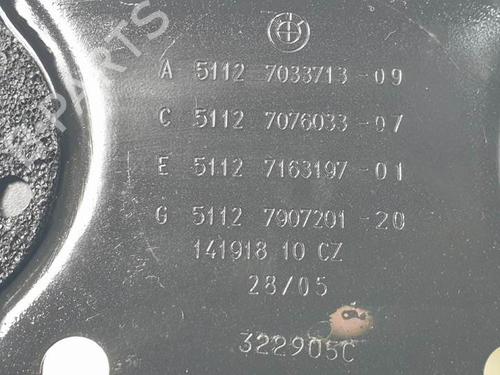 A 5112 7033713-09
C 5112 7076033-07
E 5112 7163197-01
G 5112 7907201-20
141918 10 CZ
28/05
322905C